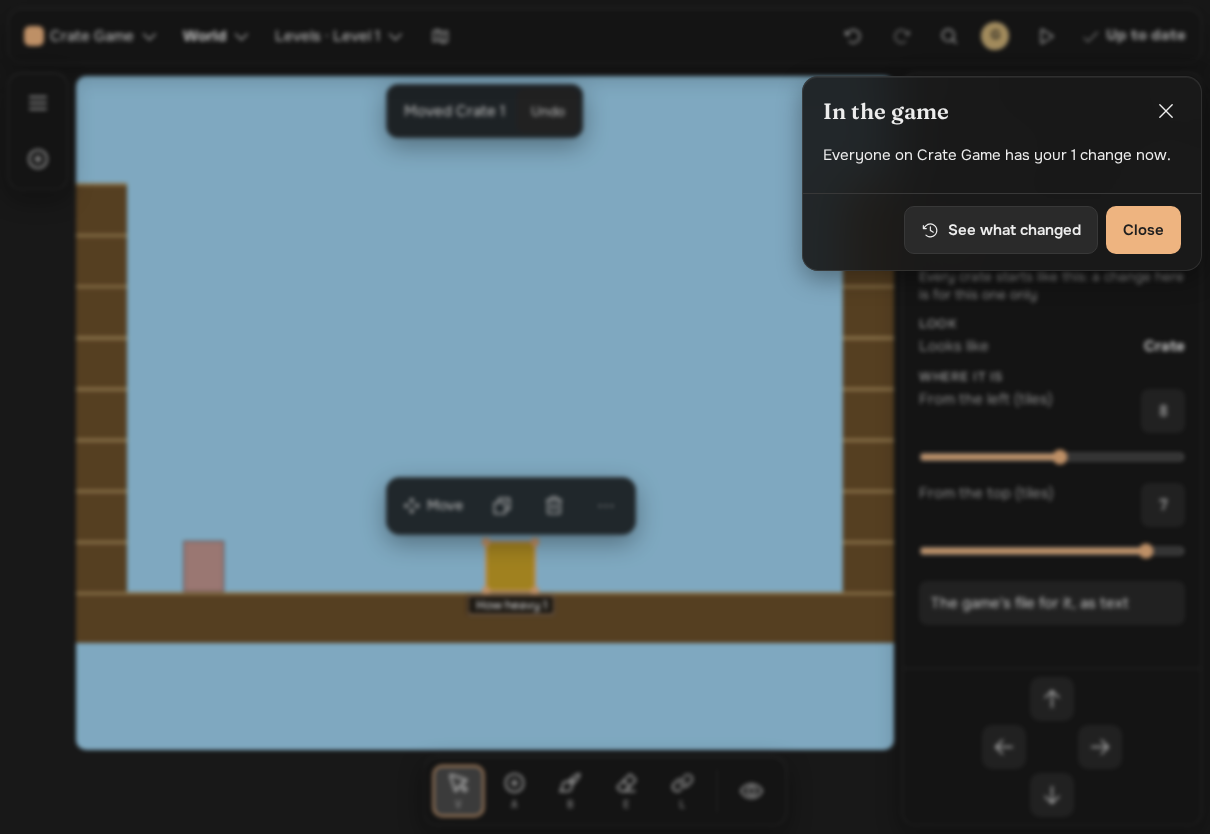 Crate Game
World
Levels · Level 1
Up to date
Moved Crate 1
Undo
In the game
Everyone on Crate Game has your 1 change now.
See what changed
Close
Every crate starts like this: a change here
is for this one only
LOOK
Looks like
Crate
WHERE IT IS
From the left (tiles)
8
From the top (tiles)
7
The game's file for it, as text
Move
How heavy 1
B
E
L